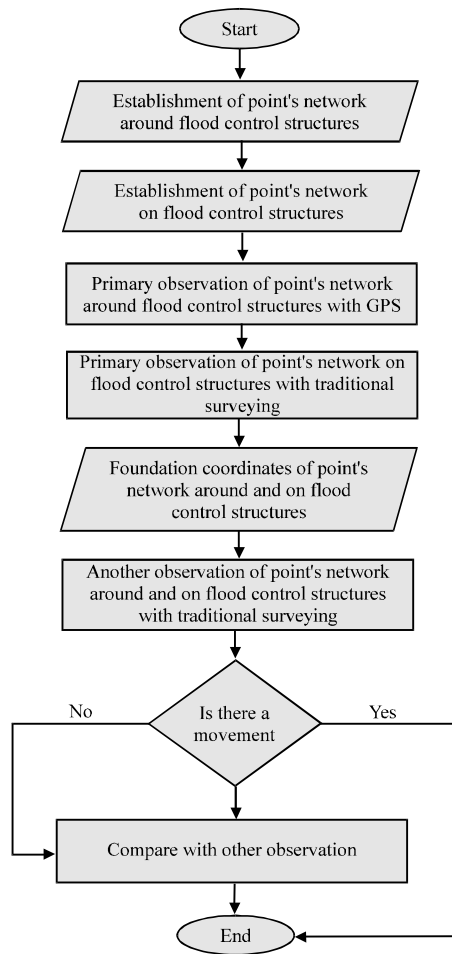 Start
Establishment of point's network
around flood control structures
Establishment of point's network
on flood control structures
Primary observation of point's network
around flood control structures with GPS
Primary observation of point's network on
flood control structures with traditional
surveying
Foundation coordinates of point's
network around and on flood
control structures
Another observation of point's network
around and on flood control structures
with traditional surveying
No
Is there a
movement
Yes
Compare with other observation
End